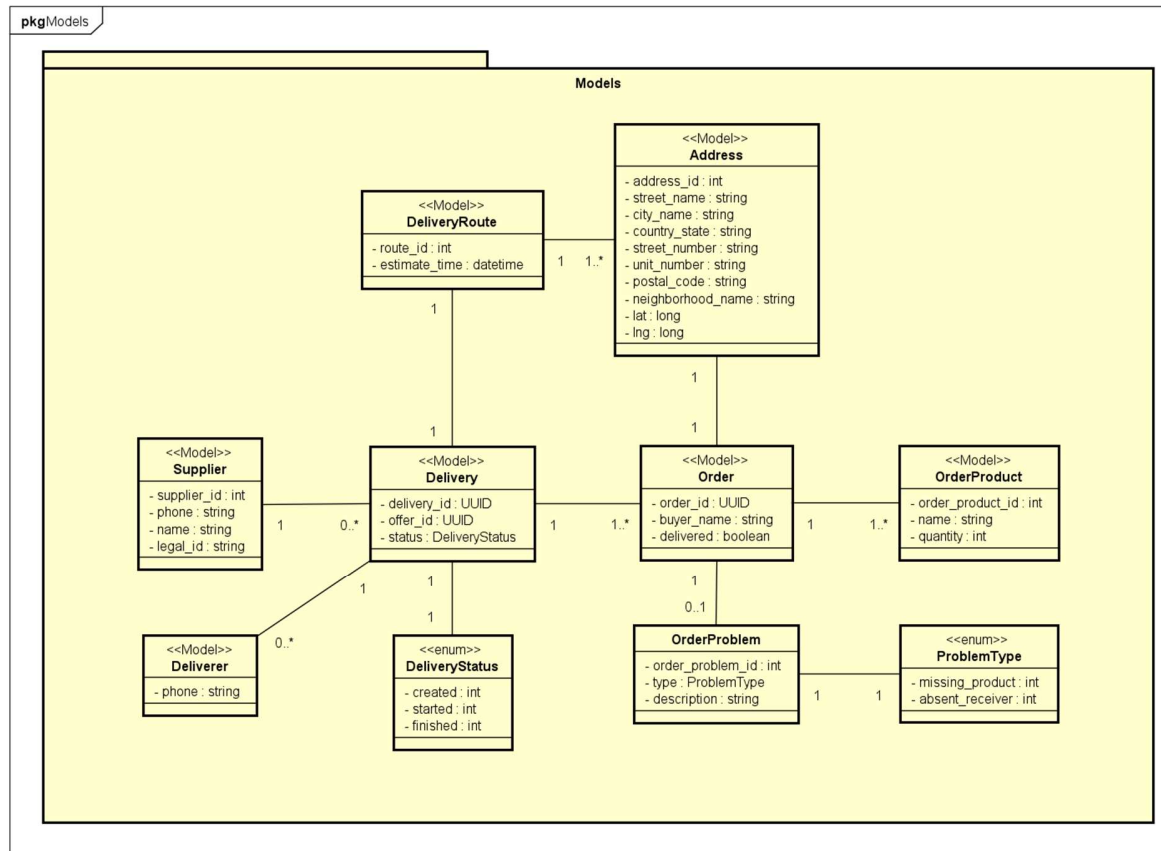 pkgModels
Models
<<Model>>
Address
- address_id : int
- street_name : string
- city_name : string
- country_state : string
- street_number : string
- unit_number : string
- postal_code : string
- neighborhood_name : string
- lat : long
- lng : long
<<Model>>
DeliveryRoute
- route_id : int
- estimate_time : datetime
1
1..*
1
1
1
1
<<Model>>
Supplier
- supplier_id : int
- phone : string
- name : string
- legal_id : string
1
0..*
<<Model>>
Delivery
- delivery_id : UUID
- offer_id : UUID
- status : DeliveryStatus
1
1..*
<<Model>>
Order
- order_id : UUID
- buyer_name : string
- delivered : boolean
1
1..*
<<Model>>
OrderProduct
- order_product_id : int
- name : string
- quantity : int
1
0..*
1
1
1
0..1
<<Model>>
Deliverer
- phone : string
<<enum>>
DeliveryStatus
- created : int
- started : int
- finished : int
OrderProblem
- order_problem_id : int
- type : ProblemType
- description : string
1
1
<<enum>>
ProblemType
- missing_product : int
- absent_receiver : int